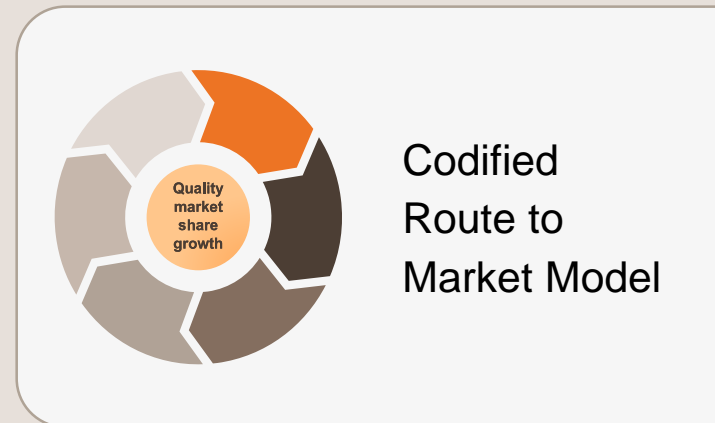 Quality
market
share
growth
Codified
Route to
Market Model